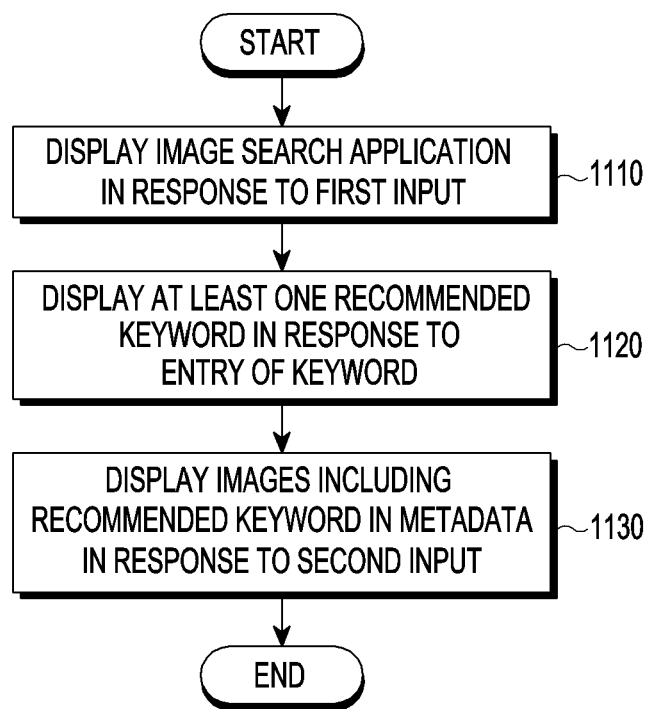 START
DISPLAY IMAGE SEARCH APPLICATION
IN RESPONSE TO FIRST INPUT
1110
DISPLAY AT LEAST ONE RECOMMENDED
KEYWORD IN RESPONSE TO
ENTRY OF KEYWORD
1120
DISPLAY IMAGES INCLUDING
RECOMMENDED KEYWORD IN METADATA
IN RESPONSE TO SECOND INPUT
1130
END